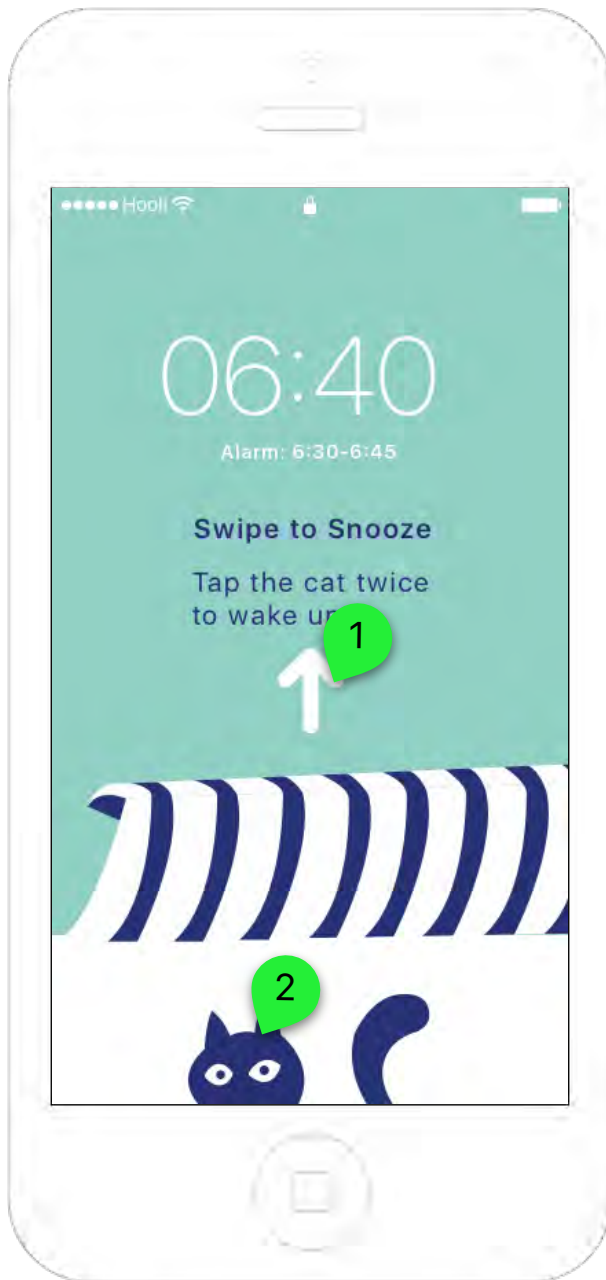 Hooli
06:40
Alarm: 6:30-6:45
Swipe to Snooze
Tap the cat twice
to wake up
1
2